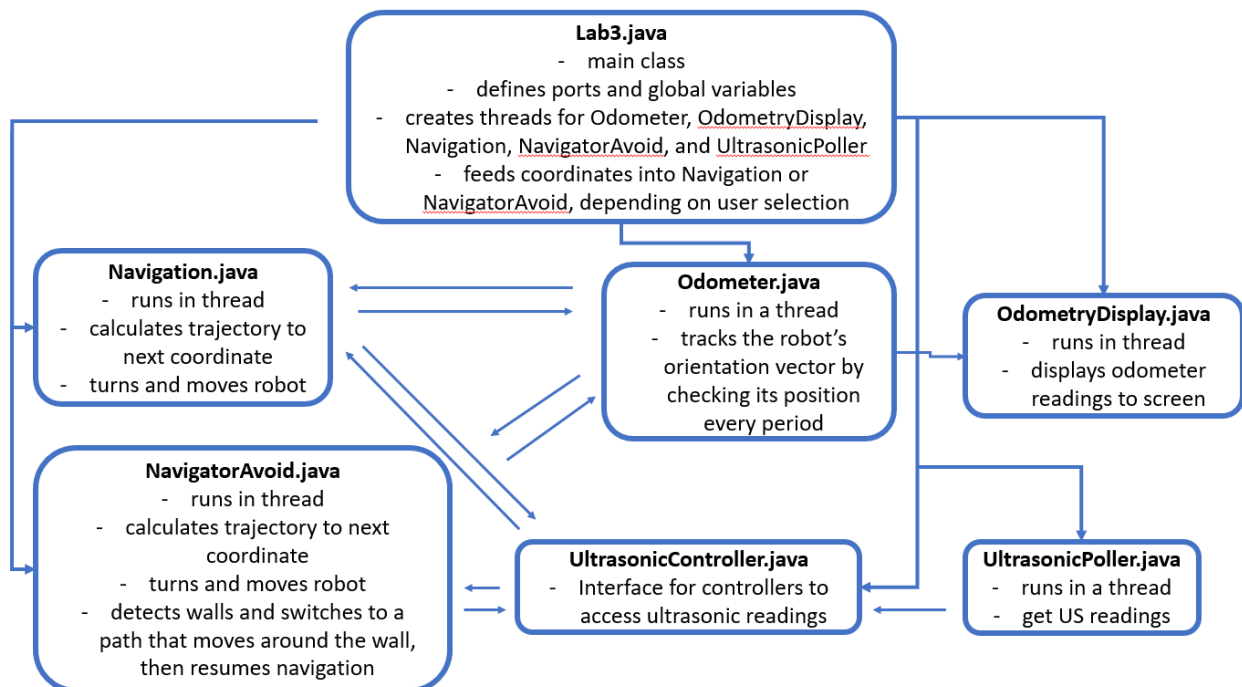 Lab3.java
- main class
- defines ports and global variables
- creates threads for Odometer, OdometryDisplay,
Navigation, NavigatorAvoid, and UltrasonicPoller
- feeds coordinates into Navigation or
NavigatorAvoid, depending on user selection
Navigation.java
- runs in thread
- calculates trajectory to
next coordinate
- turns and moves robot
Odometer.java
- runs in a thread
- tracks the robot's
orientation vector by
checking its position
every period
OdometryDisplay.java
- runs in thread
- displays odometer
readings to screen
NavigatorAvoid.java
- runs in thread
- calculates trajectory to next
coordinate
- turns and moves robot
- detects walls and switches to a
path that moves around the wall,
then resumes navigation
UltrasonicController.java
- Interface for controllers to
access ultrasonic readings
UltrasonicPoller.java
- runs in a thread
- get US readings